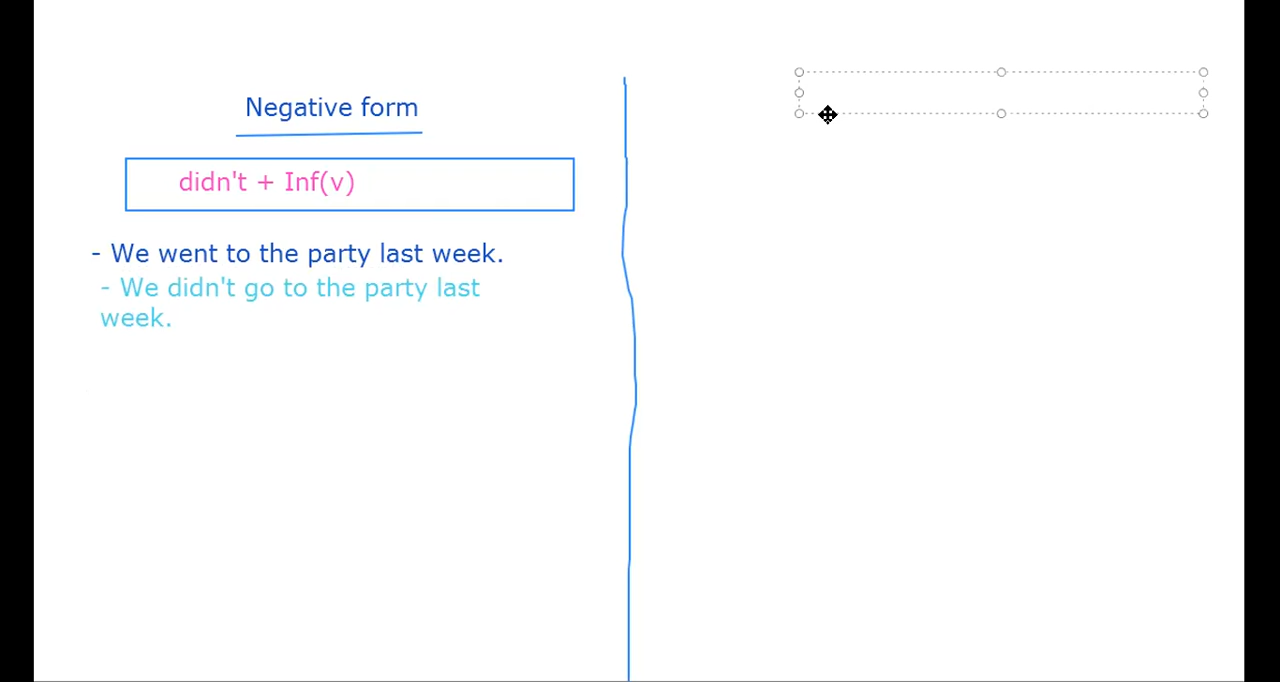 Negative form
didn't + Inf(v)
- We went to the party last week.
- We didn't go to the party last
week.